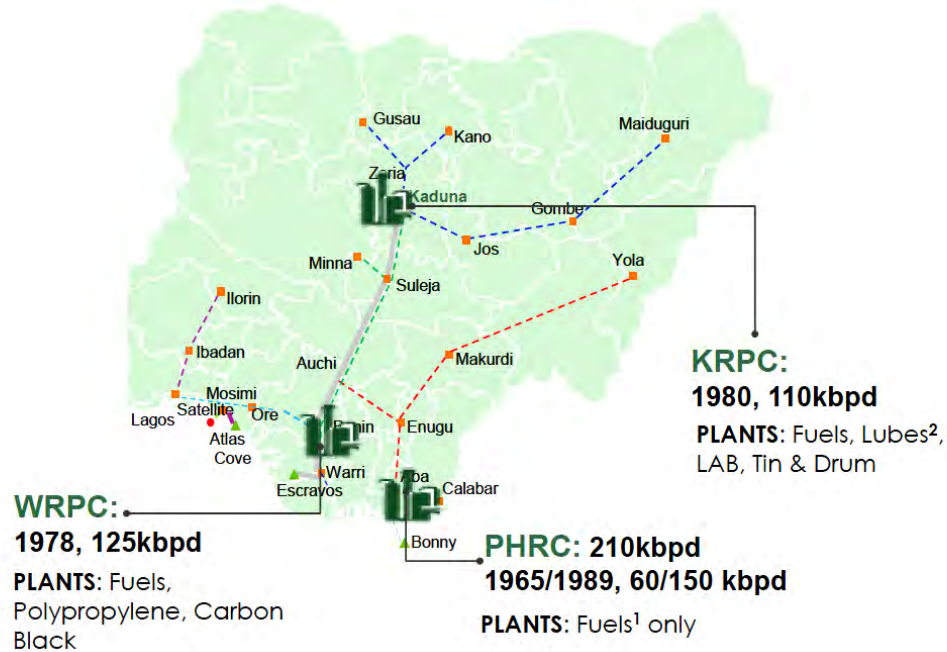 Gusau
Kano
Maiduguri
Zaria
Kaduna
Gombe
Jos
Minna
Suleja
Yola
Ilorin
Ibadan
Auchi
Makurdi
Mosimi
Lagos
Satellite
Ore
Benin
Enugu
Atlas
Cove
Warri
Escravos
Aba
Calabar
Bonny
KRPC:
1980, 110kbpd
PLANTS: Fuels, Lubes²,
LAB, Tin & Drum
WRPC:
1978, 125kbpd
PLANTS: Fuels,
Polypropylene, Carbon
Black
PHRC: 210kbpd
1965/1989, 60/150 kbpd
PLANTS: Fuels¹ only